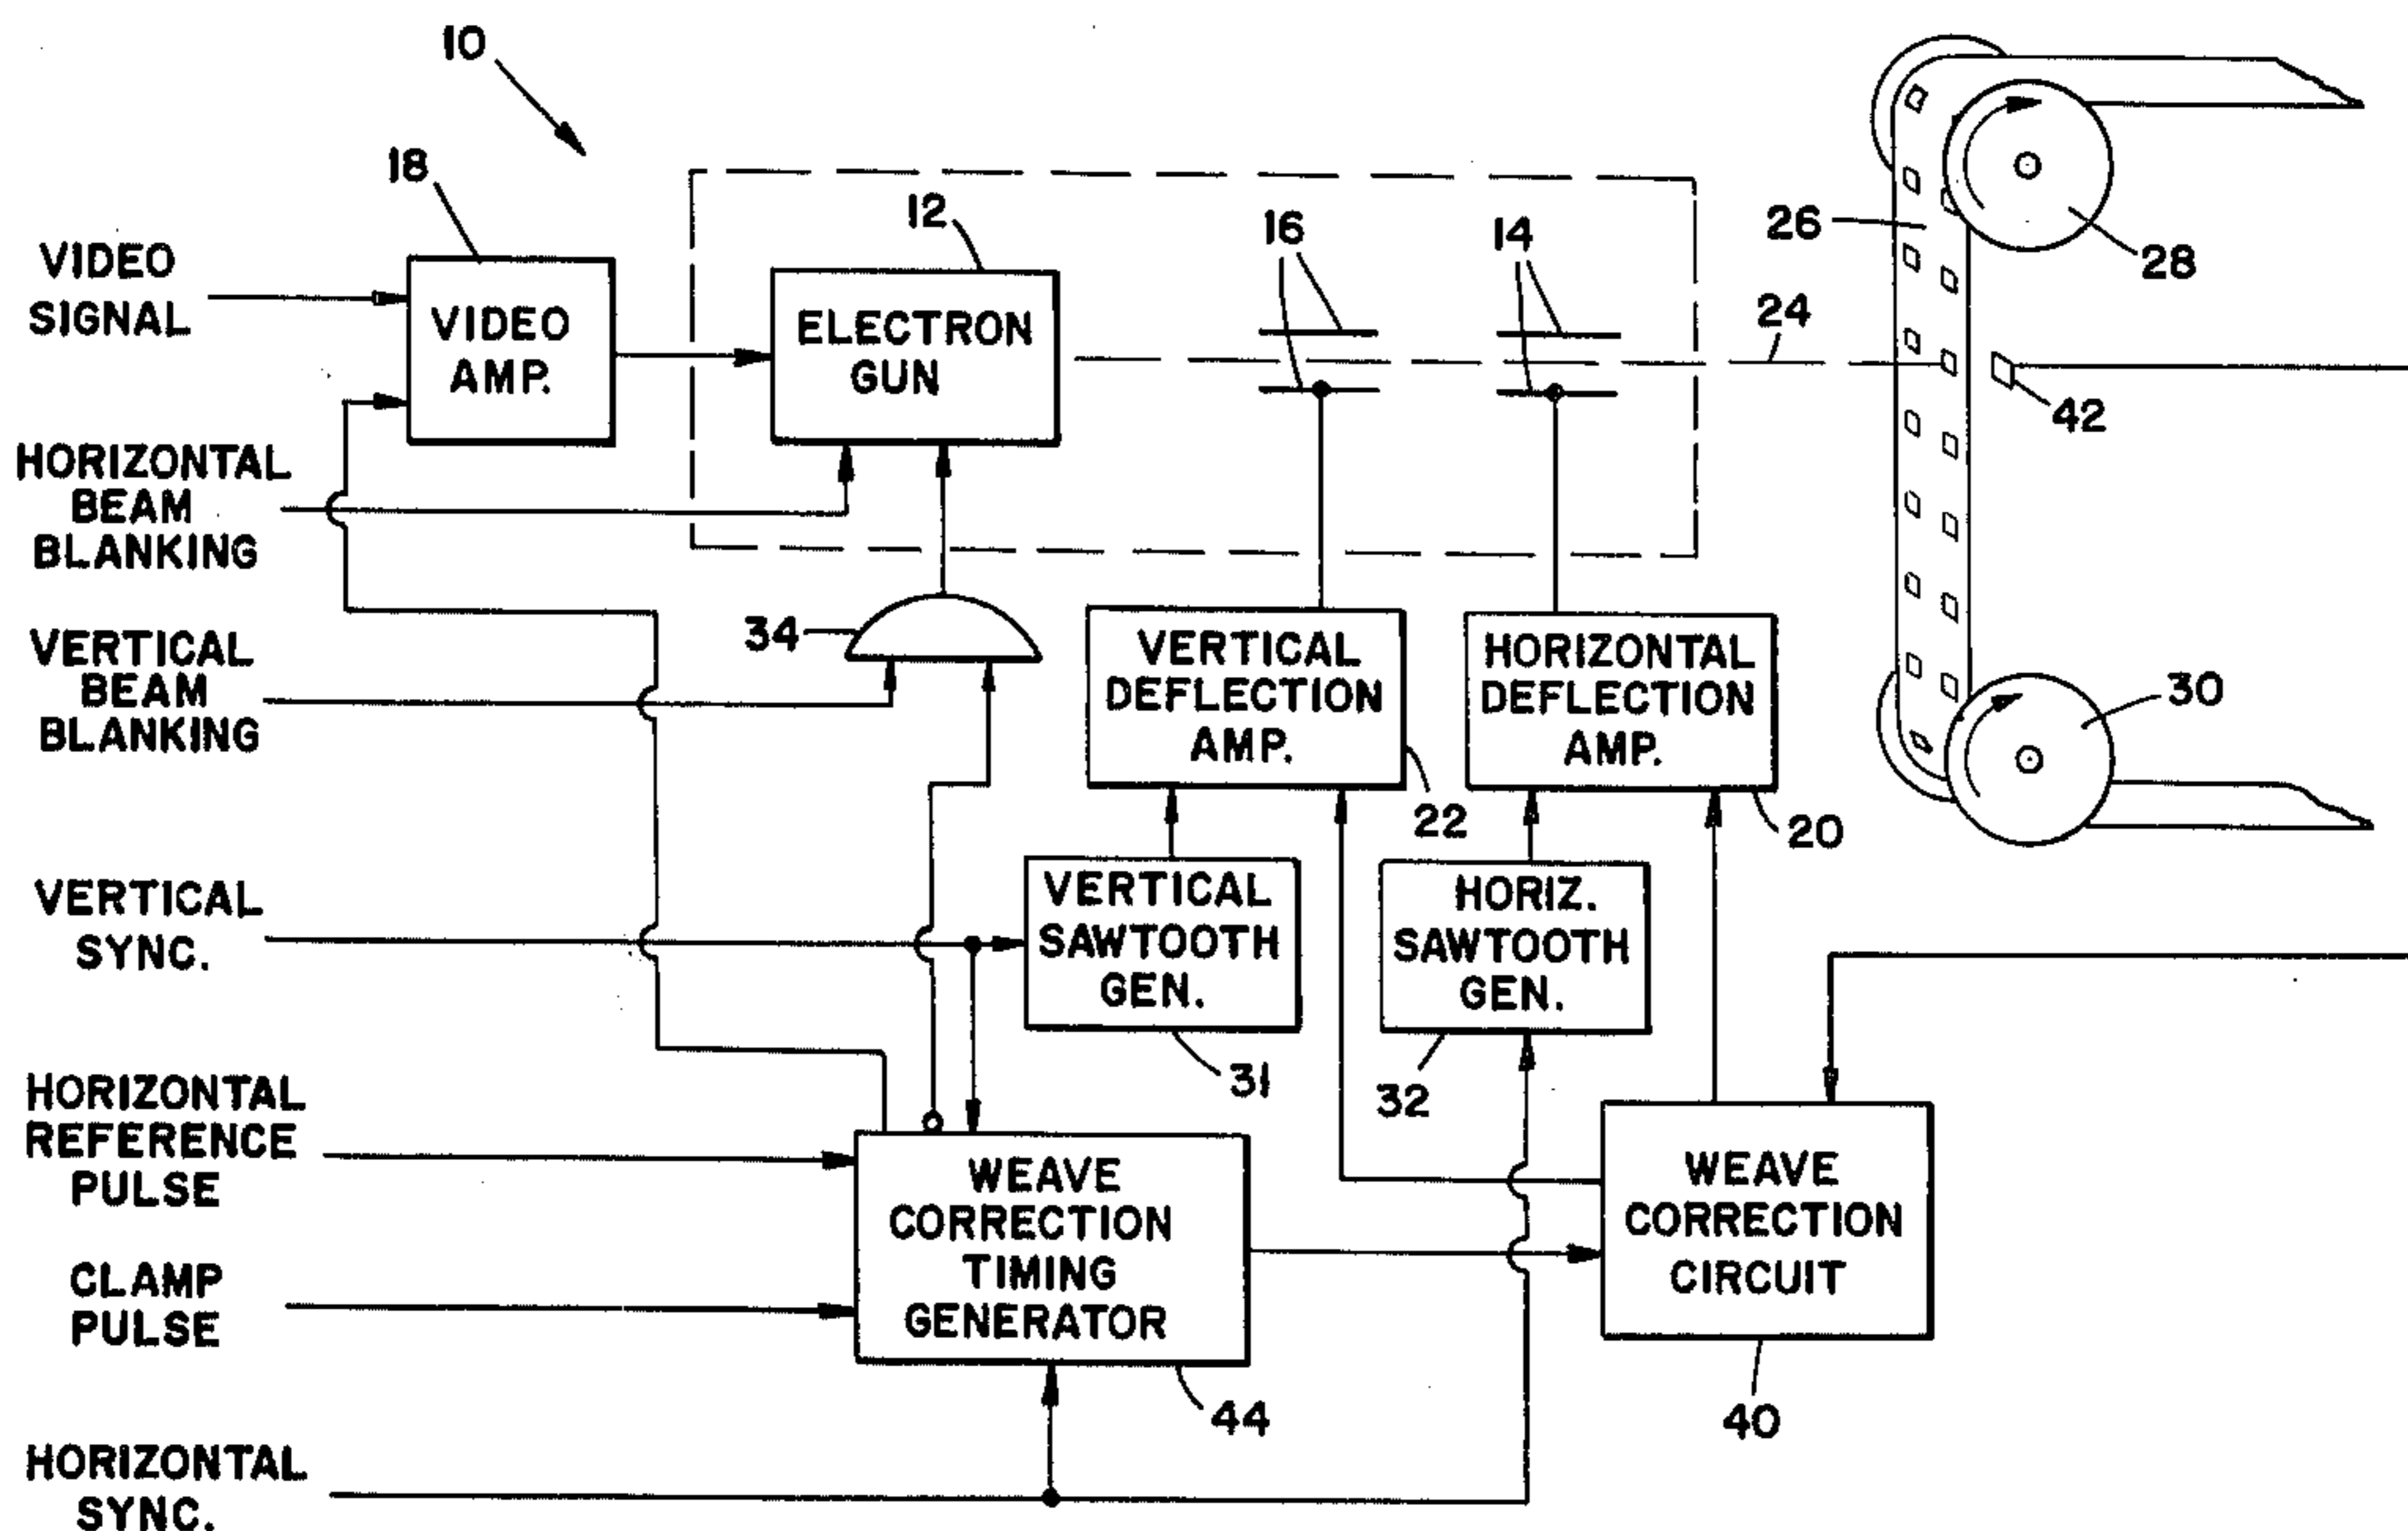 10
18
12
16
14
26
28
24
42
VIDEO
SIGNAL
VIDEO
AMP.
ELECTRON
GUN
HORIZONTAL
BEAM
BLANKING
34
VERTICAL
BEAM
BLANKING
VERTICAL
DEFLECTION
AMP.
22
HORIZONTAL
DEFLECTION
AMP.
20
30
VERTICAL
SYNC.
VERTICAL
SAWTOOTH
GEN.
31
HORIZ.
SAWTOOTH
GEN.
32
HORIZONTAL
REFERENCE
PULSE
CLAMP
PULSE
WEAVE
CORRECTION
TIMING
GENERATOR
44
WEAVE
CORRECTION
CIRCUIT
40
HORIZONTAL
SYNC.